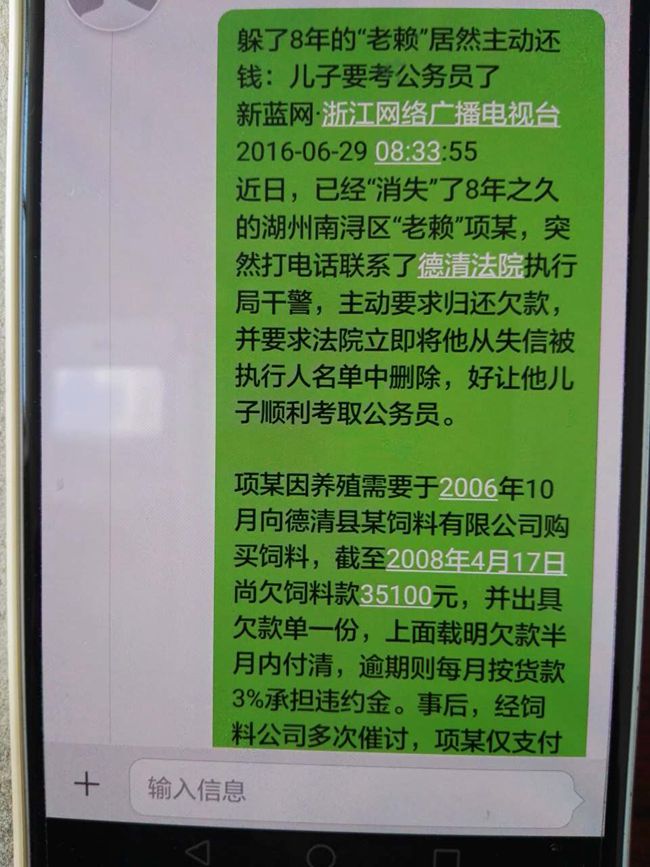 躲了8年的“老赖”居然主动还
钱：儿子要考公务员了
新蓝网·浙江网络广播电视台
2016-06-29 08:33:55
近日，已经“消失”了8年之久
的湖州南浔区“老赖”项某，突
然打电话联系了德清法院执行
局干警，主动要求归还欠款，
并要求法院立即将他从失信被
执行人名单中删除，好让他儿
子顺利考取公务员。
项某因养殖需要于2006年10
月向德清县某饲料有限公司购
买饲料，截至2008年4月17日
尚欠饲料款35100元，并出具
欠款单一份，上面载明欠款半
月内付清，逾期则每月按货款
3%承担违约金。事后，经饲
料公司多次催讨，项某仅支付
输入信息